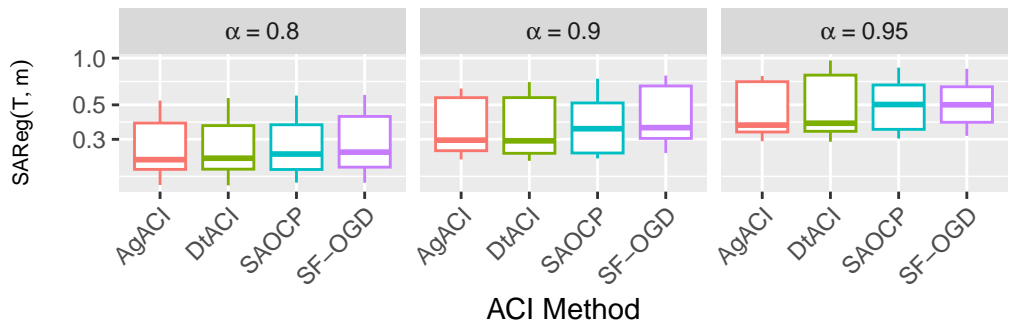 α = 0.8
α = 0.9
α = 0.95
SAReg(T, m)
1.0
0.5
0.3
AgACI
DtACI
SAOCP
SF−OGD
AgACI
DtACI
SAOCP
SF−OGD
AgACI
DtACI
SAOCP
SF−OGD
ACI Method